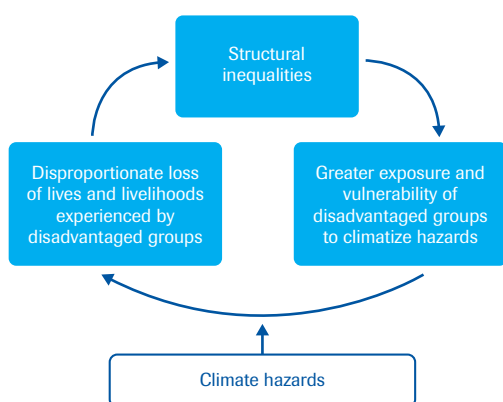 Structural
inequalities
Disproportionate loss
of lives and livelihoods
experienced by
disadvantaged groups
Greater exposure and
vulnerability of
disadvantaged groups
to climatize hazards
Climate hazards